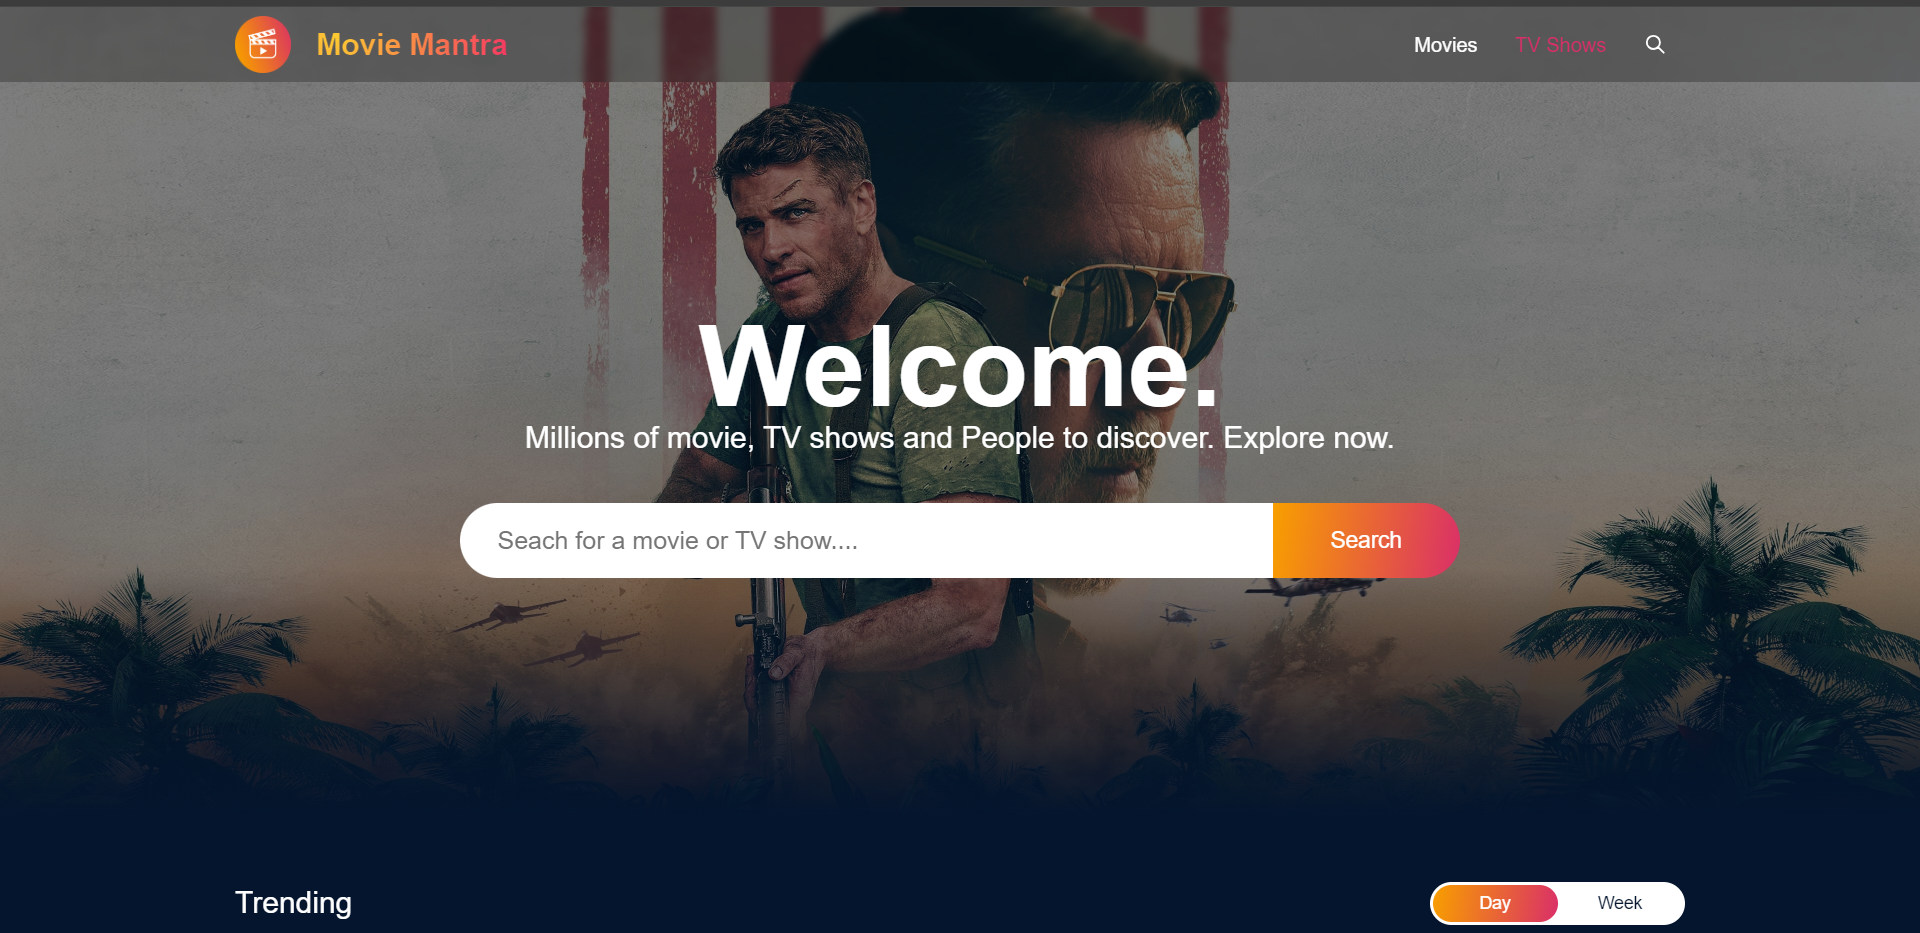 Movie Mantra
Movies
TV Shows
Welcome.
Millions of movie, TV shows and People to discover. Explore now.
Seach for a movie or TV show....
Search
Trending
Day
Week